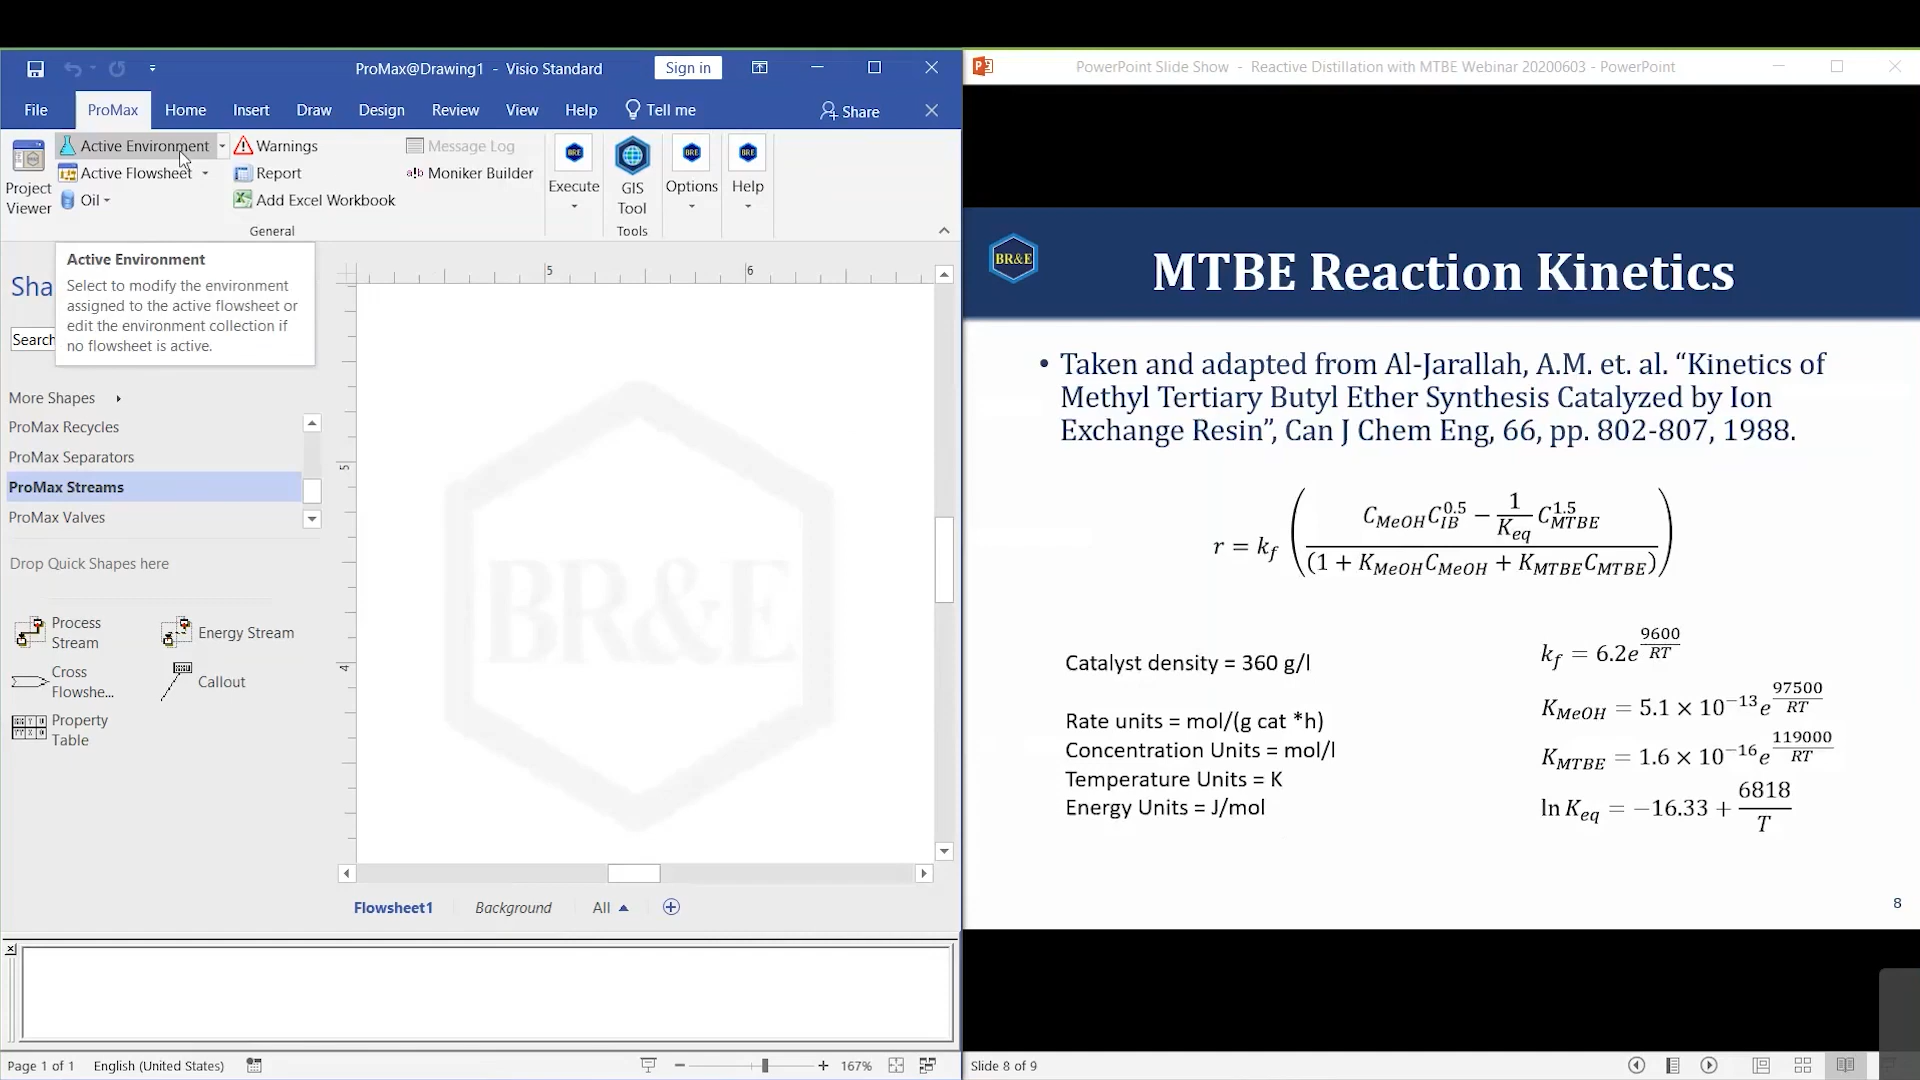 ProMax@Drawing1 - Visio Standard
Sign in
File ProMax Home Insert Draw Design Review View Help Tell me Share
Project Viewer
Active Environment
Active Flowsheet
Oil
Warnings
Report
Add Excel Workbook
Message Log
Moniker Builder
General
Execute
GIS Tool
Tools
Options
Help
BRE
BRE
BRE
Active Environment
Select to modify the environment
assigned to the active flowsheet or
edit the environment collection if
no flowsheet is active.
Sha
Search
More Shapes
ProMax Recycles
ProMax Separators
ProMax Streams
ProMax Valves
Drop Quick Shapes here
Process Stream
Energy Stream
Cross Flowshe...
Callout
Property Table
5 6
5
4
BR&E
Flowsheet1 Background All
Page 1 of 1 English (United States) 167%
PowerPoint Slide Show - Reactive Distillation with MTBE Webinar 20200603 - PowerPoint
BR&E
MTBE Reaction Kinetics
• Taken and adapted from Al-Jarallah, A.M. et. al. “Kinetics of
Methyl Tertiary Butyl Ether Synthesis Catalyzed by Ion
Exchange Resin”, Can J Chem Eng, 66, pp. 802-807, 1988.
r = k_f ( (C_MeOH C_IB^0.5 − 1/K_eq C_MTBE^1.5) / (1 + K_MeOH C_MeOH + K_MTBE C_MTBE) )
Catalyst density = 360 g/l
Rate units = mol/(g cat *h)
Concentration Units = mol/l
Temperature Units = K
Energy Units = J/mol
k_f = 6.2e^(9600/RT)
K_MeOH = 5.1 × 10^−13 e^(97500/RT)
K_MTBE = 1.6 × 10^−16 e^(119000/RT)
ln K_eq = −16.33 + 6818/T
8
Slide 8 of 9